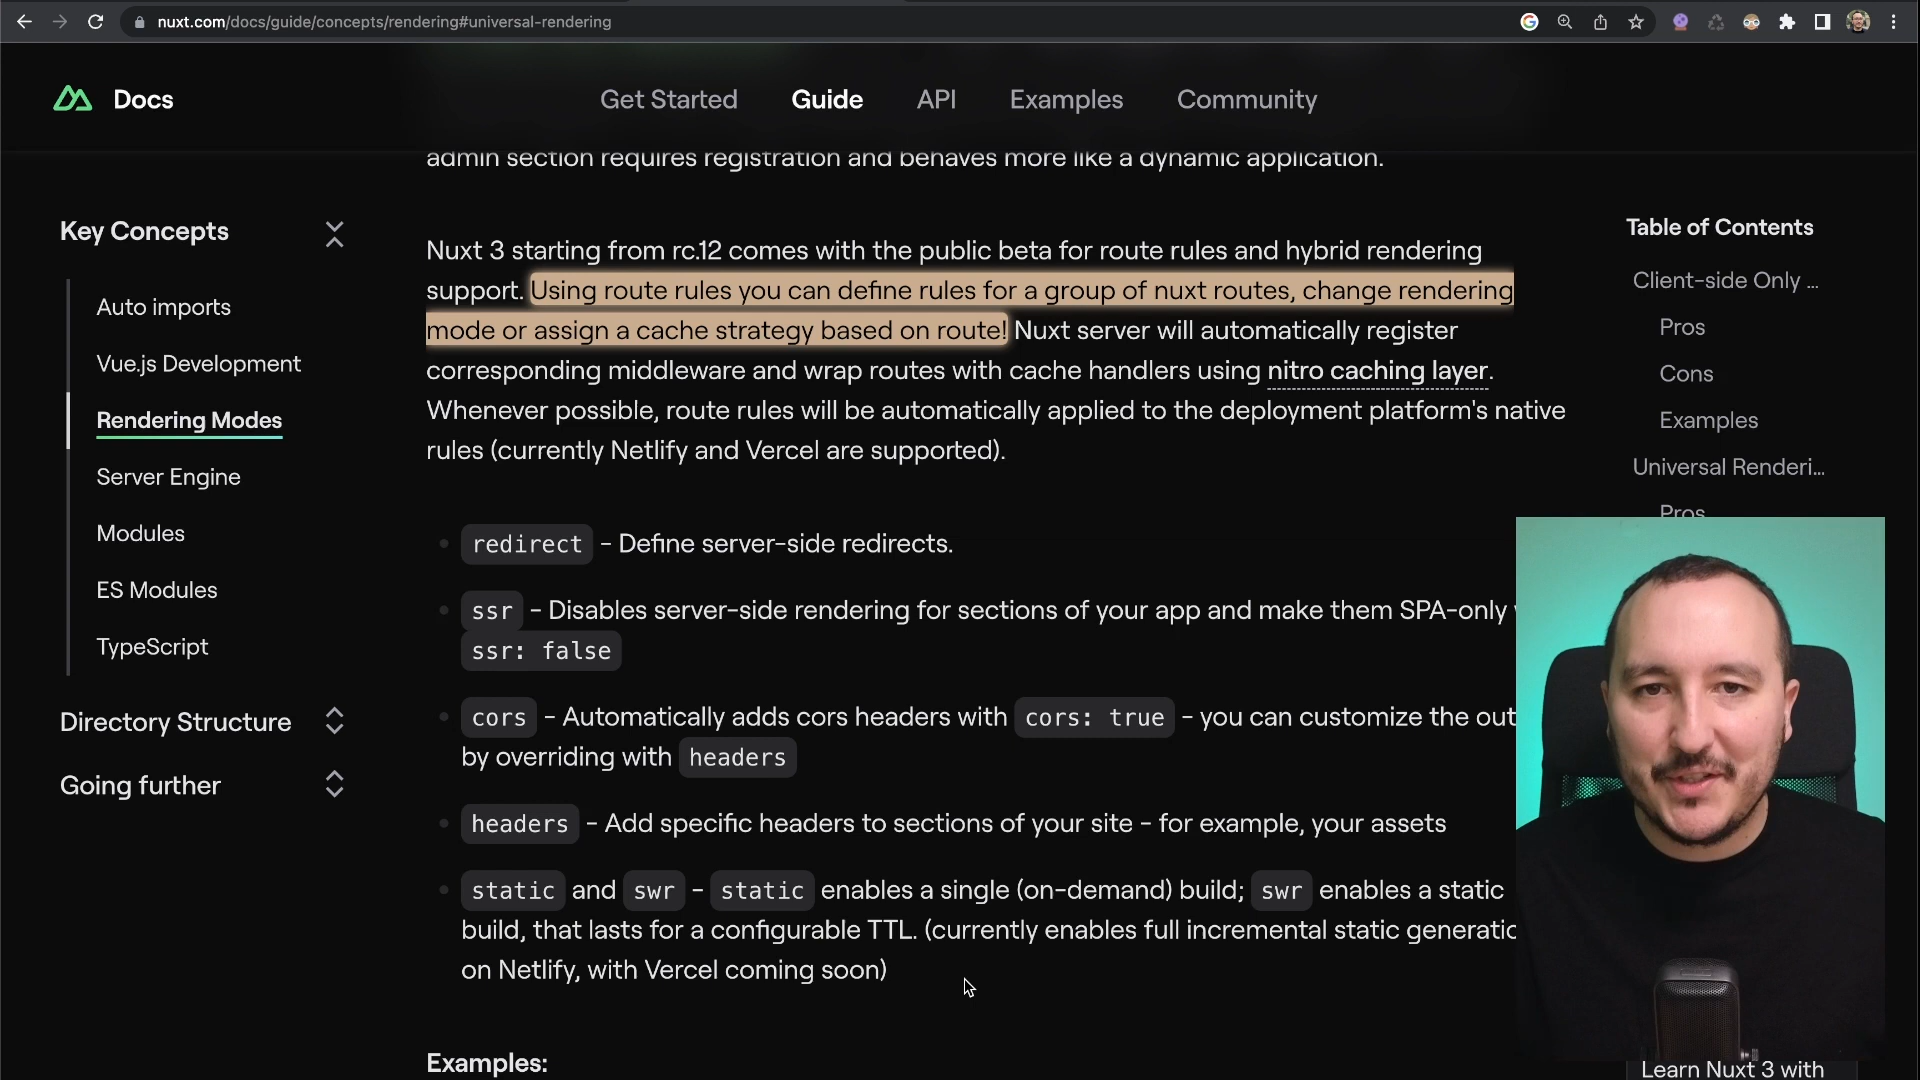 nuxt.com/docs/guide/concepts/rendering#universal-rendering
Docs
Get Started
Guide
API
Examples
Community
admin section requires registration and behaves more like a dynamic application.
Key Concepts
Auto imports
Vue.js Development
Rendering Modes
Server Engine
Modules
ES Modules
TypeScript
Directory Structure
Going further
Nuxt 3 starting from rc.12 comes with the public beta for route rules and hybrid rendering
support. Using route rules you can define rules for a group of nuxt routes, change rendering
mode or assign a cache strategy based on route! Nuxt server will automatically register
corresponding middleware and wrap routes with cache handlers using nitro caching layer.
Whenever possible, route rules will be automatically applied to the deployment platform's native
rules (currently Netlify and Vercel are supported).
redirect - Define server-side redirects.
ssr - Disables server-side rendering for sections of your app and make them SPA-only
ssr: false
cors - Automatically adds cors headers with cors: true - you can customize the out
by overriding with headers
headers - Add specific headers to sections of your site - for example, your assets
static and swr - static enables a single (on-demand) build; swr enables a static
build, that lasts for a configurable TTL. (currently enables full incremental static generatio
on Netlify, with Vercel coming soon)
Examples:
Table of Contents
Client-side Only ...
Pros
Cons
Examples
Universal Renderi...
Pros
Learn Nuxt 3 with